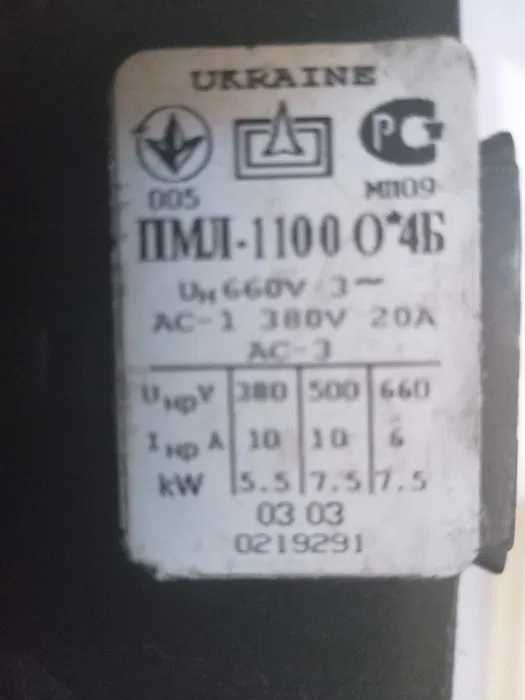 UKRAINE
РС
005 МП09
ПМЛ-1100 О*4Б
Uн 660V 3~
AC-1 380V 20A
AC-3
Uнр V 380 500 660
Iнр A 10 10 6
kW 5.5 7.5 7.5
03 03
0219291